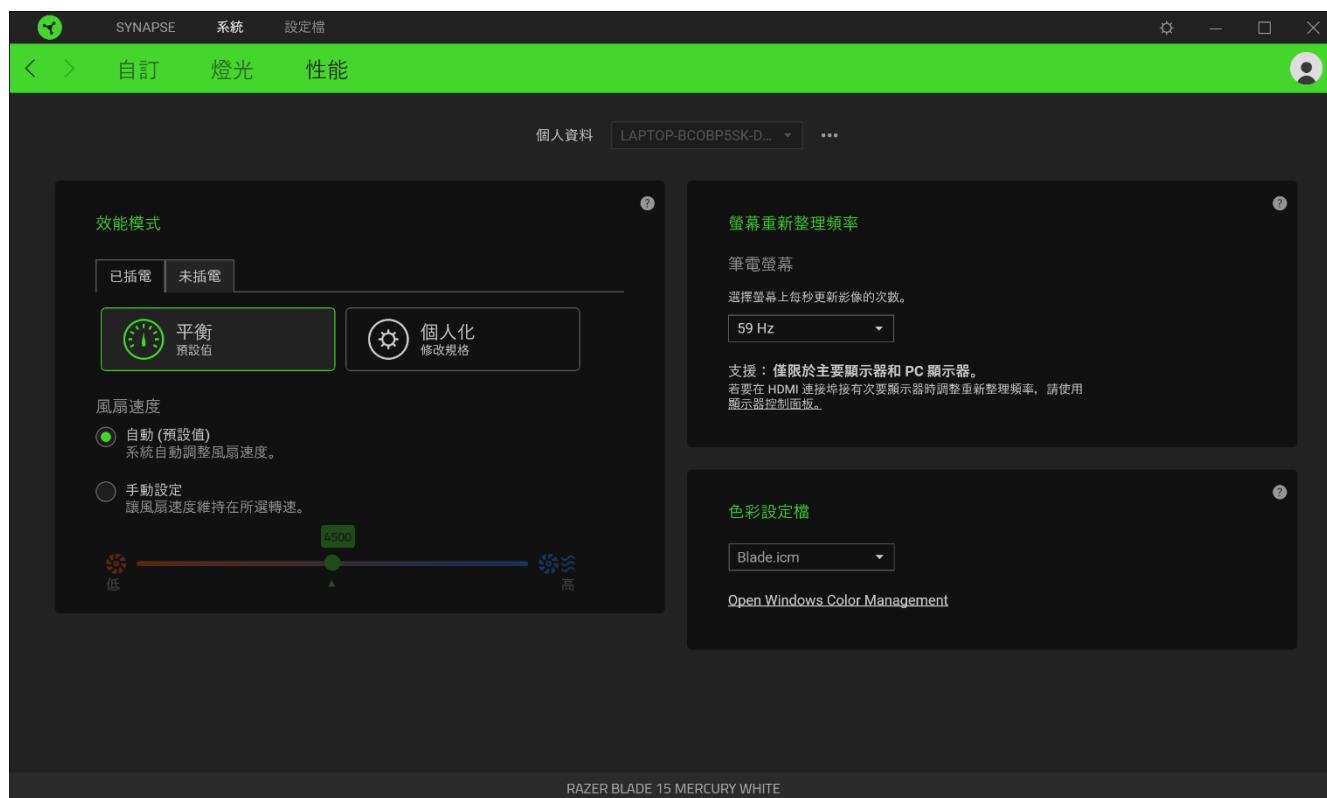 SYNAPSE 系統 設定檔
自訂 燈光 性能
個人資料 LAPTOP-BCOBP5SK-D... •••
效能模式
已插電 未插電
平衡
預設值
個人化
修改規格
風扇速度
自動 (預設值)
系統自動調整風扇速度。
手動設定
讓風扇速度維持在所選轉速。
4500
低 高
螢幕重新整理頻率
筆電螢幕
選擇螢幕上每秒更新影像的次數。
59 Hz
支援：僅限於主要顯示器和 PC 顯示器。
若要在 HDMI 連接埠接有次要顯示器時調整重新整理頻率，請使用
顯示器控制面板。
色彩設定檔
Blade.icm
Open Windows Color Management
RAZER BLADE 15 MERCURY WHITE